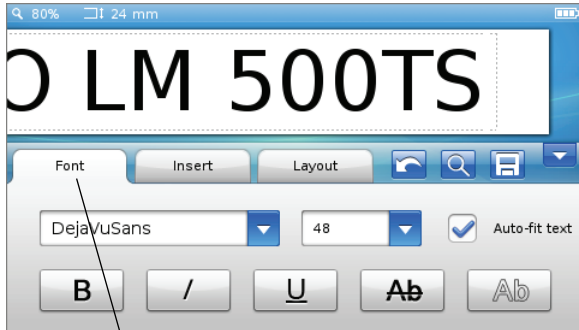 80% 24 mm
O LM 500TS
Font Insert Layout
DejaVuSans 48 Auto-fit text
B I U Ab Ab